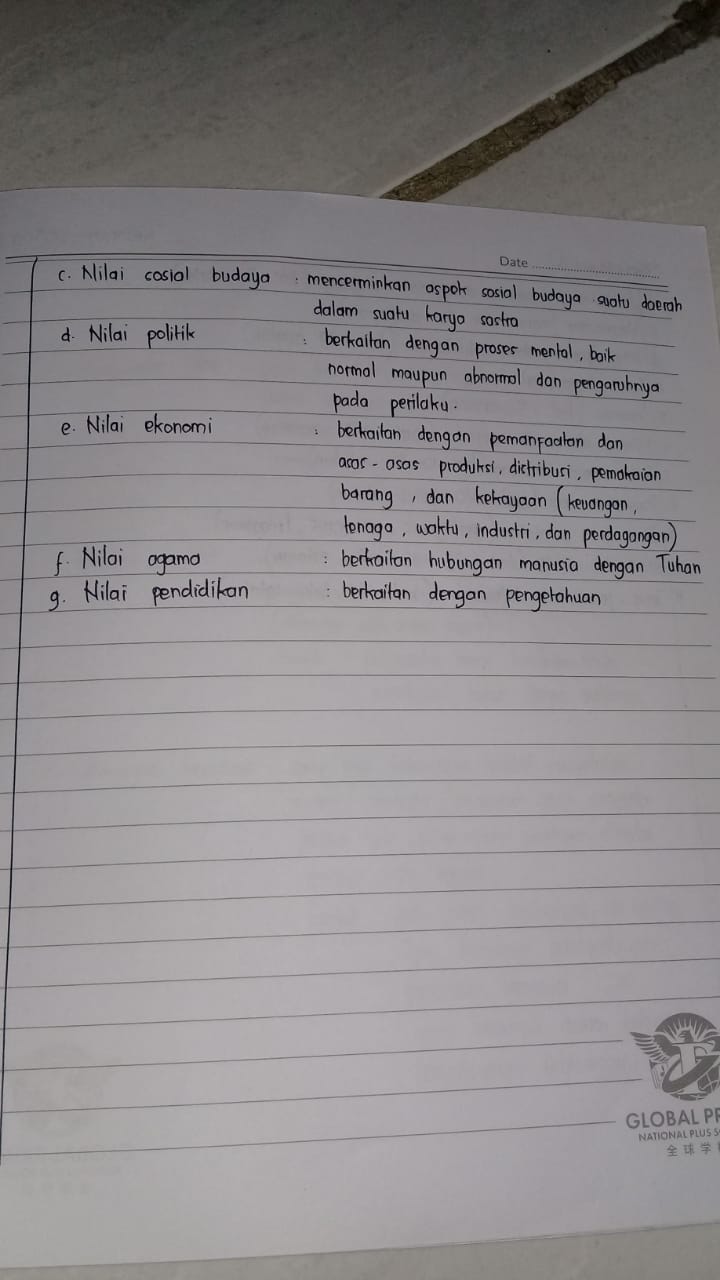 Date
c. Nilai sosial budaya : mencerminkan aspek sosial budaya suatu daerah
dalam suatu karya sastra
d. Nilai politik : berkaitan dengan proses mental, baik
normal maupun abnormal dan pengaruhnya
pada perilaku.
e. Nilai ekonomi : berkaitan dengan pemanfaatan dan
asas-asas produksi, distribusi, pemakaian
barang, dan kekayaan (keuangan,
tenaga, waktu, industri, dan perdagangan)
f. Nilai agama : berkaitan hubungan manusia dengan Tuhan
g. Nilai pendidikan : berkaitan dengan pengetahuan
GLOBAL PR
NATIONAL PLUS S
全球学